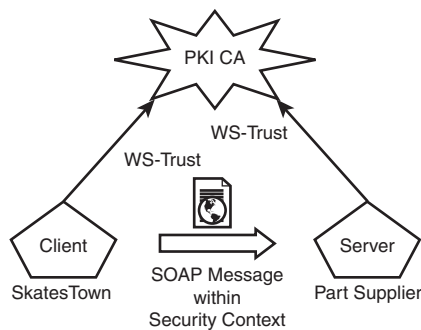 PKI CA
WS-Trust
WS-Trust
Client
Server
SkatesTown
SOAP Message
within
Security Context
Part Supplier